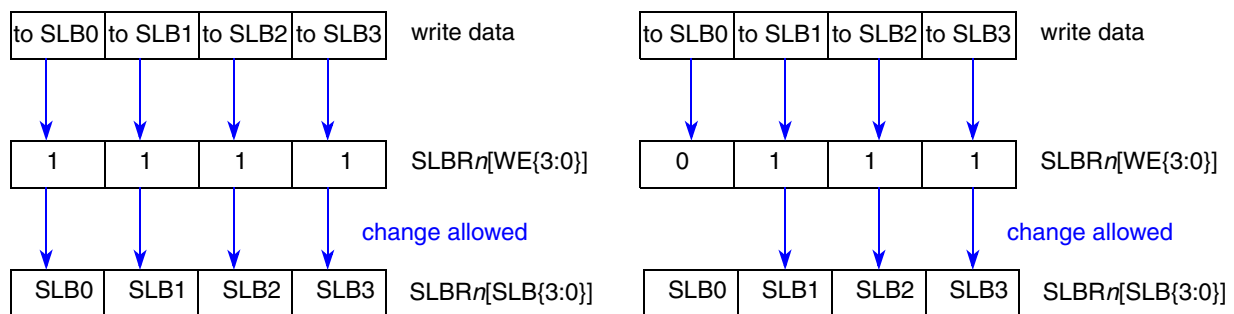 to SLB0 to SLB1 to SLB2 to SLB3 write data
1 1 1 1 SLBRn[WE{3:0}]
change allowed
SLB0 SLB1 SLB2 SLB3 SLBRn[SLB{3:0}]
to SLB0 to SLB1 to SLB2 to SLB3 write data
0 1 1 1 SLBRn[WE{3:0}]
change allowed
SLB0 SLB1 SLB2 SLB3 SLBRn[SLB{3:0}]